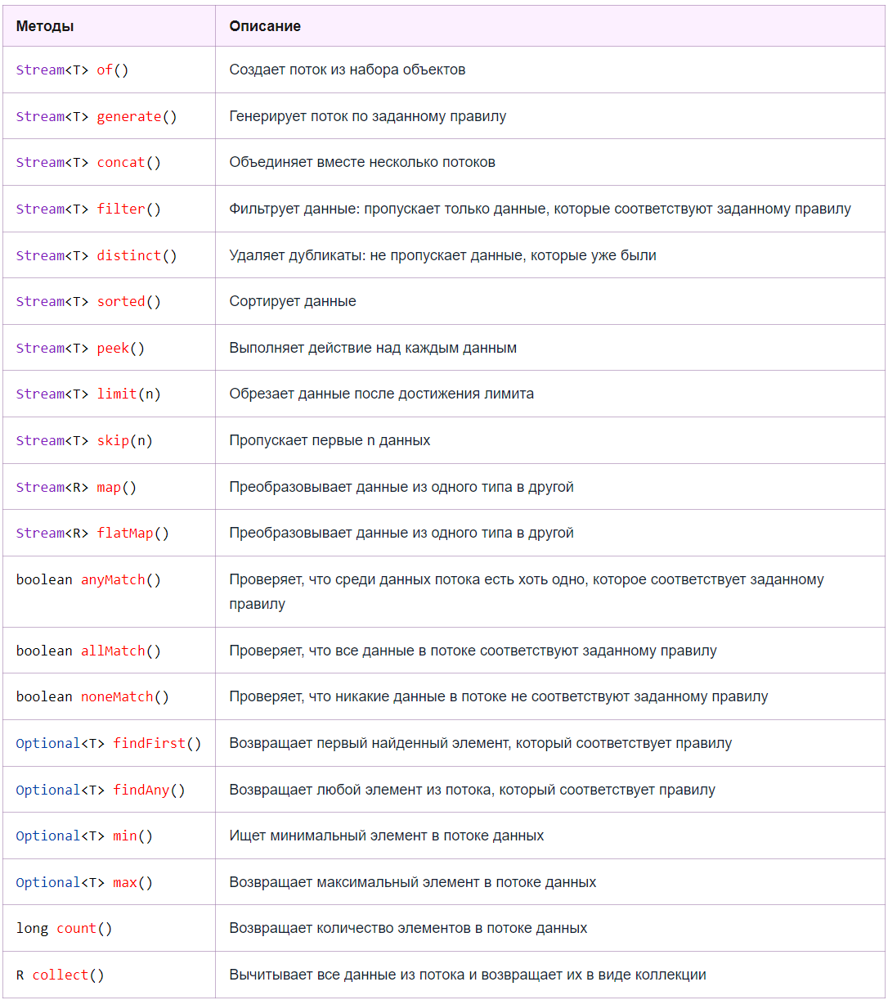 Методы Описание
Stream<T> of() Создает поток из набора объектов
Stream<T> generate() Генерирует поток по заданному правилу
Stream<T> concat() Объединяет вместе несколько потоков
Stream<T> filter() Фильтрует данные: пропускает только данные, которые соответствуют заданному правилу
Stream<T> distinct() Удаляет дубликаты: не пропускает данные, которые уже были
Stream<T> sorted() Сортирует данные
Stream<T> peek() Выполняет действие над каждым данным
Stream<T> limit(n) Обрезает данные после достижения лимита
Stream<T> skip(n) Пропускает первые n данных
Stream<R> map() Преобразовывает данные из одного типа в другой
Stream<R> flatMap() Преобразовывает данные из одного типа в другой
boolean anyMatch() Проверяет, что среди данных потока есть хоть одно, которое соответствует заданному
правилу
boolean allMatch() Проверяет, что все данные в потоке соответствуют заданному правилу
boolean noneMatch() Проверяет, что никакие данные в потоке не соответствуют заданному правилу
Optional<T> findFirst() Возвращает первый найденный элемент, который соответствует правилу
Optional<T> findAny() Возвращает любой элемент из потока, который соответствует правилу
Optional<T> min() Ищет минимальный элемент в потоке данных
Optional<T> max() Возвращает максимальный элемент в потоке данных
long count() Возвращает количество элементов в потоке данных
R collect() Вычитывает все данные из потока и возвращает их в виде коллекции